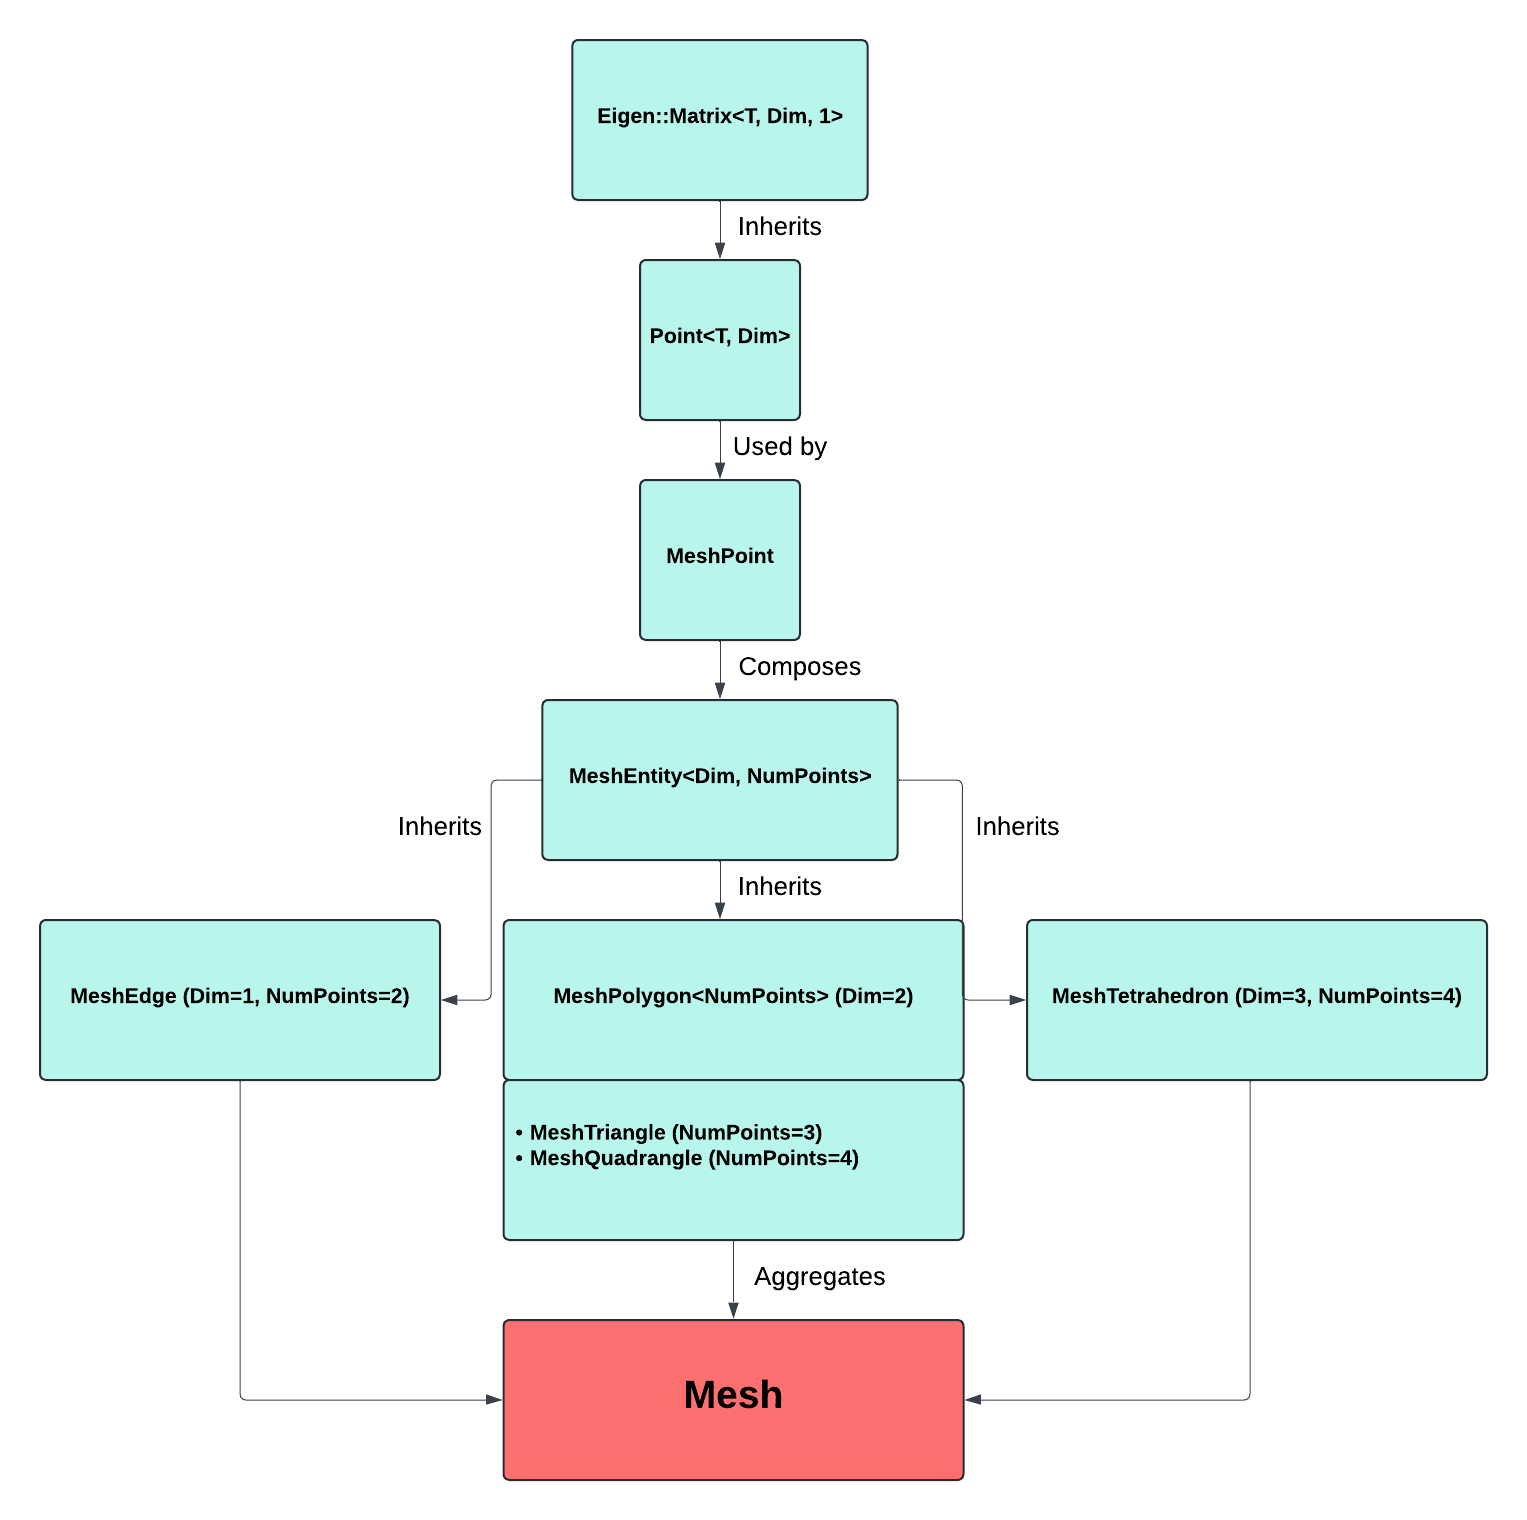 Eigen::Matrix<T, Dim, 1>
Inherits
Point<T, Dim>
Used by
MeshPoint
Composes
MeshEntity<Dim, NumPoints>
Inherits
Inherits
Inherits
MeshEdge (Dim=1, NumPoints=2)
MeshPolygon<NumPoints> (Dim=2)
MeshTetrahedron (Dim=3, NumPoints=4)
• MeshTriangle (NumPoints=3)
• MeshQuadrangle (NumPoints=4)
Aggregates
Mesh